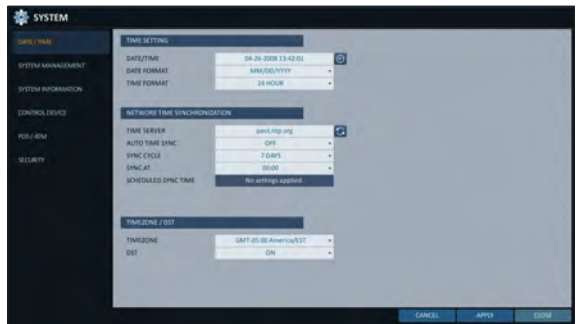 SYSTEM
DATE / TIME
SYSTEM MANAGEMENT
SYSTEM INFORMATION
CONTROL DEVICE
POS / ATM
SECURITY
TIME SETTING
DATE/TIME 04-26-2008 13:42:01
DATE FORMAT MM/DD/YYYY
TIME FORMAT 24 HOUR
NETWORK TIME SYNCHRONIZATION
TIME SERVER pool.ntp.org
AUTO TIME SYNC OFF
SYNC CYCLE 7 DAYS
SYNC AT 00:00
SCHEDULED SYNC TIME No settings applied
TIMEZONE / DST
TIMEZONE GMT-05:00 America/EST
DST ON
CANCEL APPLY CLOSE